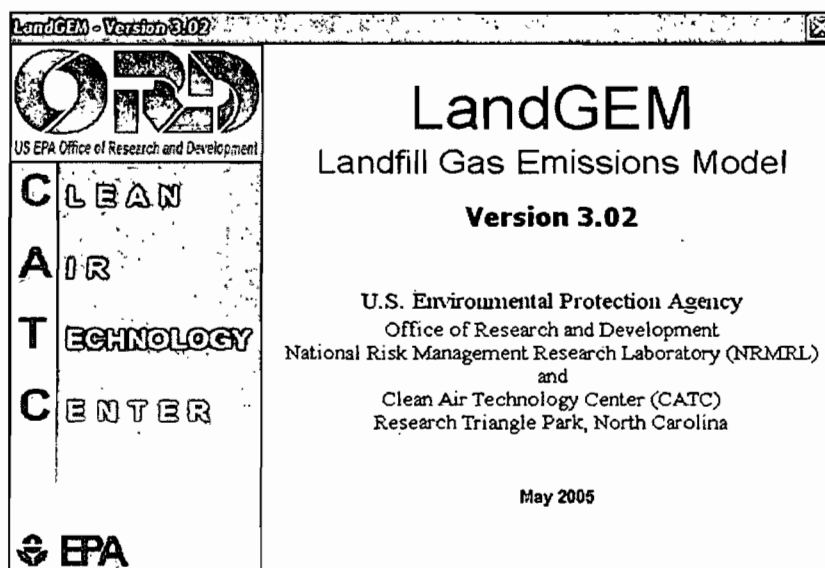 LandGEM - Version 3.02
ORD
US EPA Office of Research and Development
CLEAN
AIR
TECHNOLOGY
CENTER
EPA
LandGEM
Landfill Gas Emissions Model
Version 3.02
U.S. Environmental Protection Agency
Office of Research and Development
National Risk Management Research Laboratory (NRMRL)
and
Clean Air Technology Center (CATC)
Research Triangle Park, North Carolina
May 2005